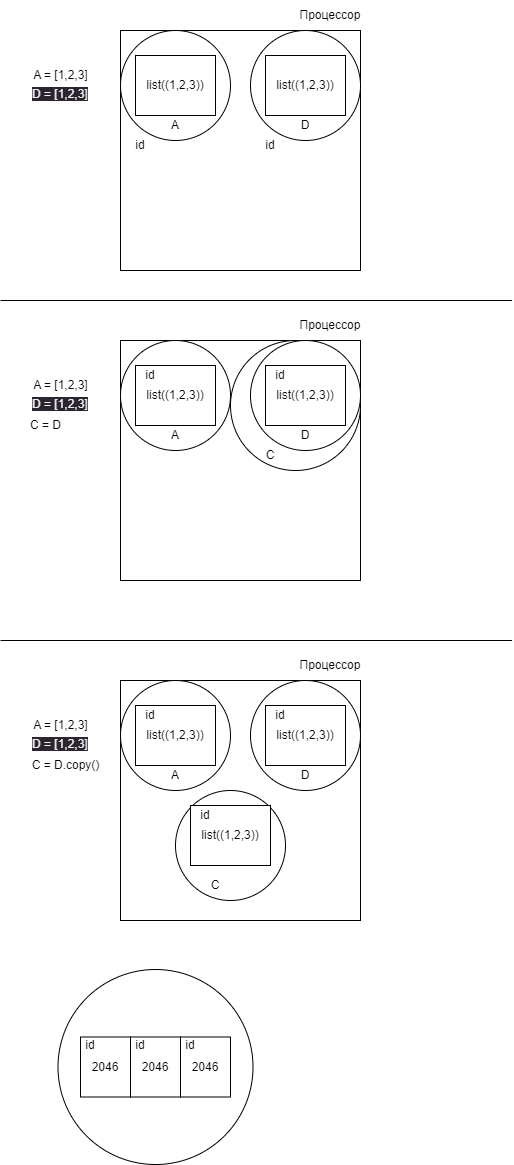 Процессор
A = [1,2,3]
D = [1,2,3]
list((1,2,3))
list((1,2,3))
A
D
id
id
Процессор
A = [1,2,3]
D = [1,2,3]
C = D
id
id
list((1,2,3))
list((1,2,3))
A
D
C
Процессор
A = [1,2,3]
D = [1,2,3]
C = D.copy()
id
id
list((1,2,3))
list((1,2,3))
A
D
id
list((1,2,3))
C
id
id
id
2046
2046
2046